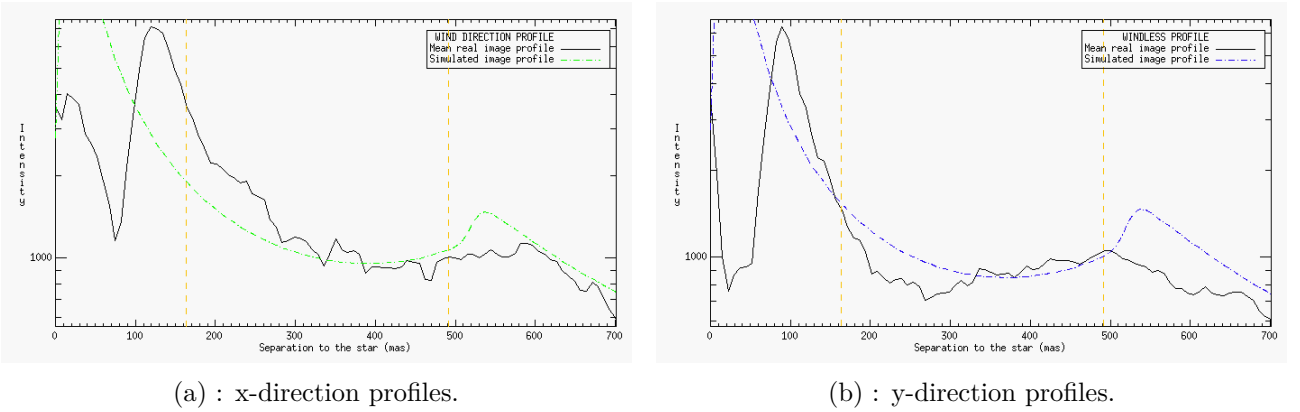 WIND DIRECTION PROFILE
Mean real image profile
Simulated image profile
Intensity
1000
0 100 200 300 400 500 600 700
Separation to the star (mas)
(a) : x-direction profiles.
WINDLESS PROFILE
Mean real image profile
Simulated image profile
Intensity
1000
0 100 200 300 400 500 600 700
Separation to the star (mas)
(b) : y-direction profiles.